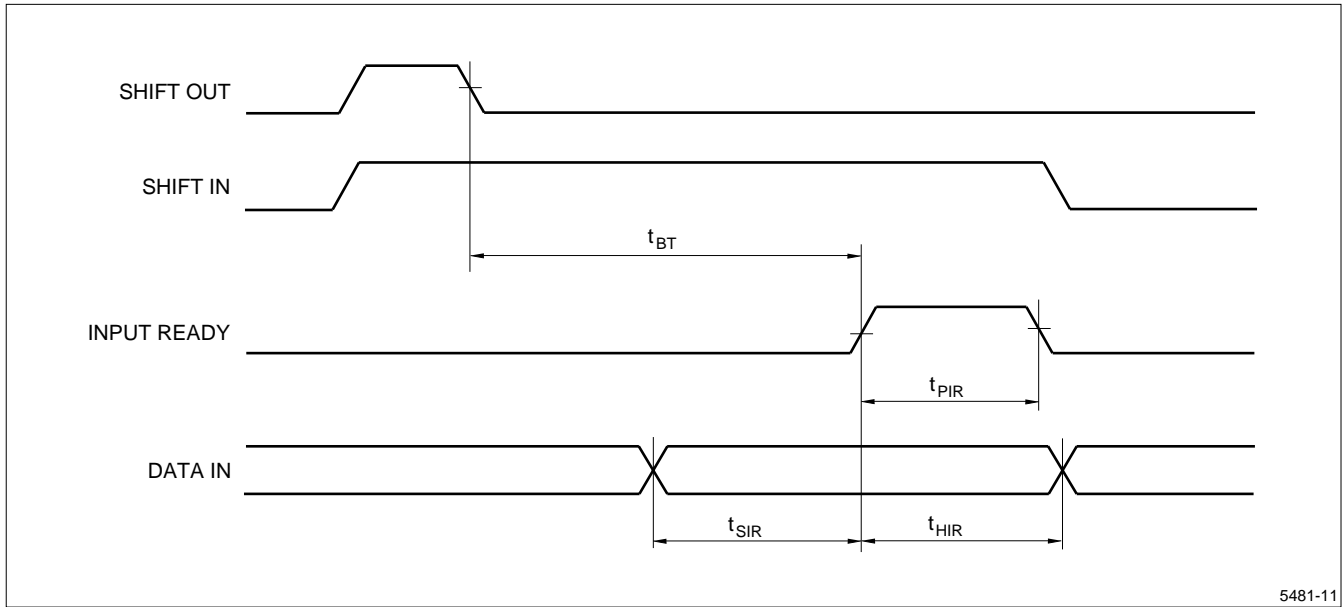 SHIFT OUT
SHIFT IN
tBT
INPUT READY
tPIR
DATA IN
tSIR
tHIR
5481-11